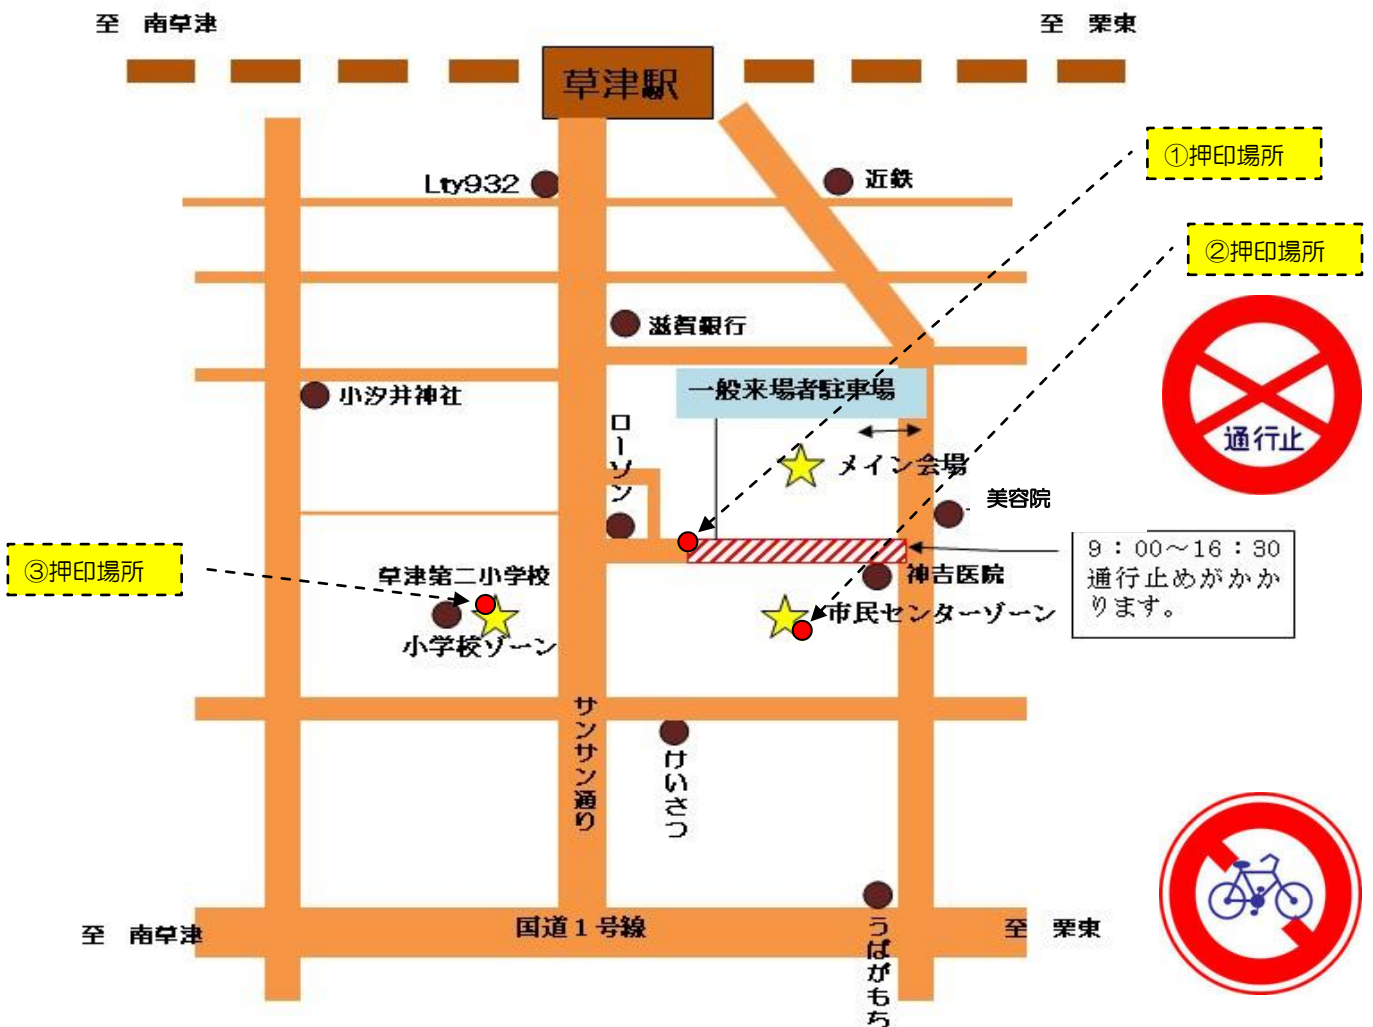 至　南草津
至　栗東
草津駅
①押印場所
Lty932
近鉄
②押印場所
滋賀銀行
一般来場者駐車場
小汐井神社
ローソン
通行止
メイン会場
美容院
9：00～16：30
通行止めがかか
ります。
③押印場所
草津第二小学校
神吉医院
市民センターゾーン
小学校ゾーン
サンサン通り
けいさつ
国道1号線
至　南草津
至　栗東
うばがもち